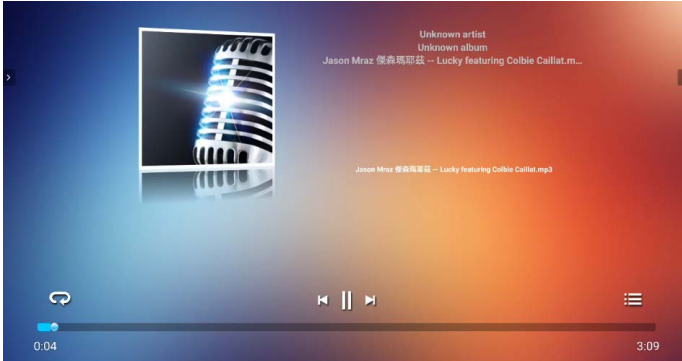 Unknown artist
Unknown album
Jason Mraz 傑森瑪耶茲 -- Lucky featuring Colbie Caillat.m...
Jason Mraz 傑森瑪耶茲 -- Lucky featuring Colbie Caillat.mp3
0:04
3:09